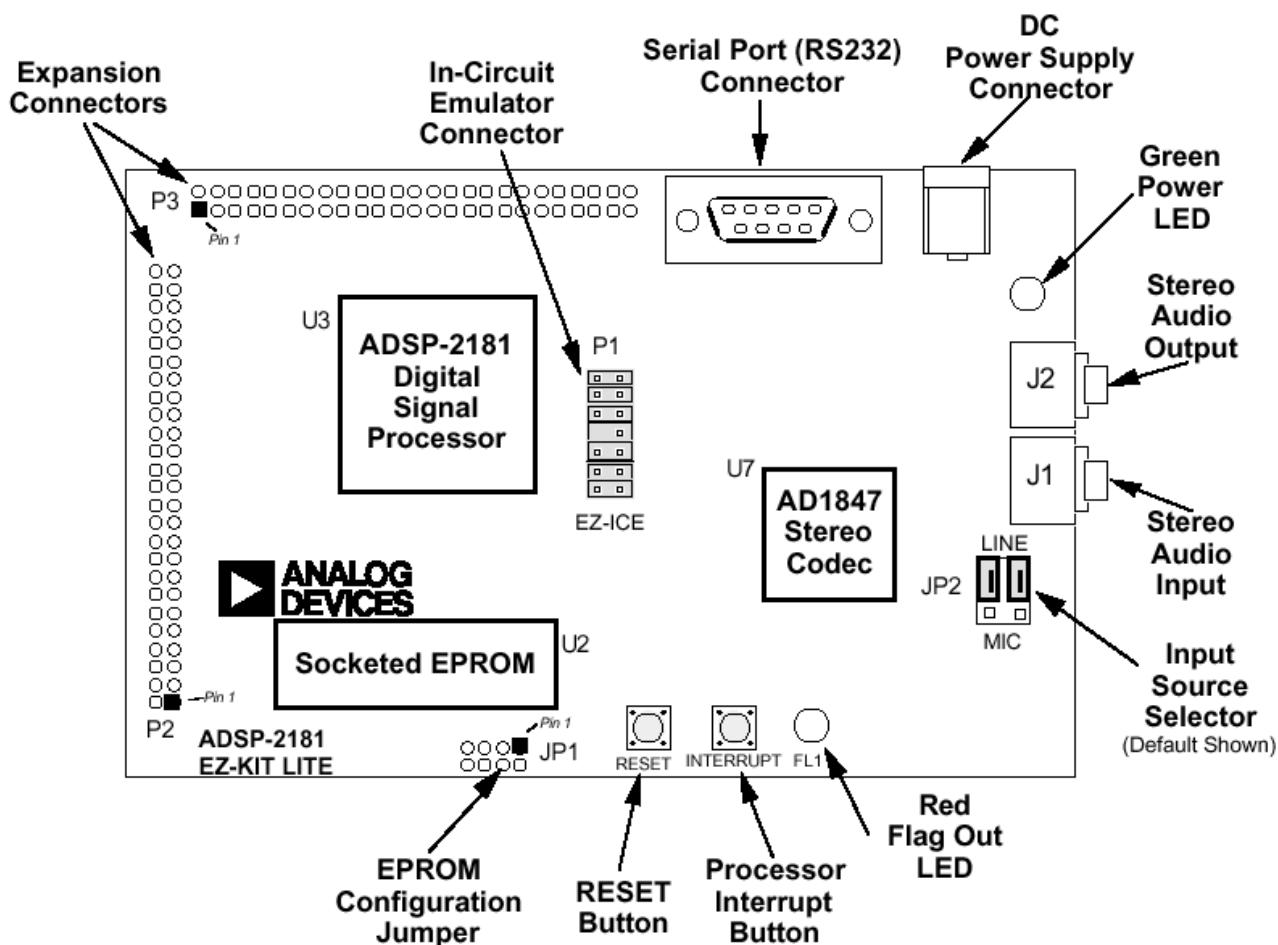 DC
Power Supply
Connector
Serial Port (RS232)
Connector
In-Circuit
Emulator
Connector
Expansion
Connectors
Green
Power
LED
P3
Pin 1
Stereo
Audio
Output
U3
ADSP-2181
Digital
Signal
Processor
P1
EZ-ICE
J2
J1
U7
AD1847
Stereo
Codec
Stereo
Audio
Input
LINE
JP2
MIC
ANALOG
DEVICES
U2
Socketed EPROM
Input
Source
Selector
(Default Shown)
Pin 1
P2
ADSP-2181
EZ-KIT LITE
Pin 1
JP1
RESET
INTERRUPT
FL1
Red
Flag Out
LED
EPROM
Configuration
Jumper
RESET
Button
Processor
Interrupt
Button